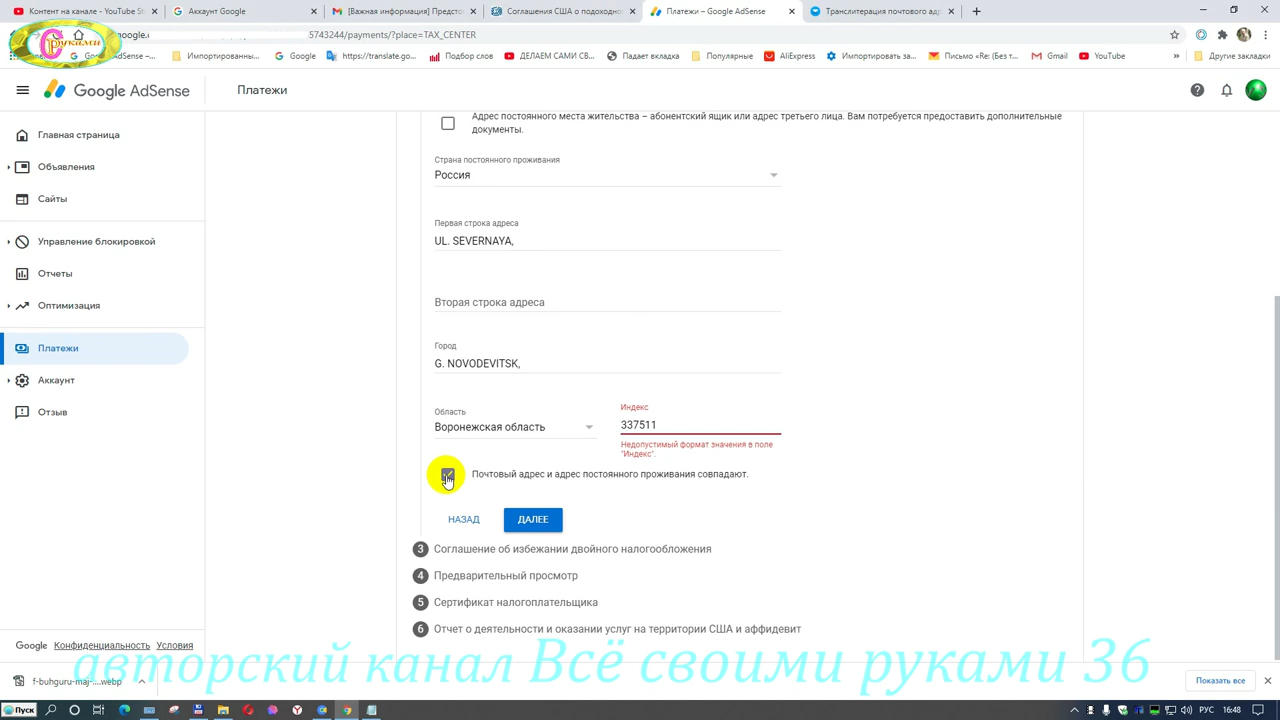 Контент на канале - YouTube S
Аккаунт Google
[Важная информация] Предост
Соглашения США о подоходно
Платежи – Google AdSense
Транслитерация почтового адр
5743244/payments/?place=TAX_CENTER
Руками
Импортированны...
Google
https://translate.go...
Подбор слов
ДЕЛАЕМ САМИ СВ...
Падает вкладка
Популярные
AliExpress
Импортировать за...
Письмо «Re: (Без т...
Gmail
YouTube
»
Другие закладки
Google AdSense
Платежи
Главная страница
Объявления
Сайты
Управление блокировкой
Отчеты
Оптимизация
Платежи
Аккаунт
Отзыв
Адрес постоянного места жительства – абонентский ящик или адрес третьего лица. Вам потребуется предоставить дополнительные
документы.
Страна постоянного проживания
Россия
Первая строка адреса
UL. SEVERNAYA,
Вторая строка адреса
Город
G. NOVODEVITSK,
Область
Воронежская область
Индекс
337511
Недопустимый формат значения в поле
"Индекс".
Почтовый адрес и адрес постоянного проживания совпадают.
НАЗАД
ДАЛЕЕ
3 Соглашение об избежании двойного налогообложения
4 Предварительный просмотр
5 Сертификат налогоплательщика
6 Отчет о деятельности и оказании услуг на территории США и аффидевит
Google Конфиденциальность Условия
авторский канал Всё своими руками 36
f-buhguru-maj-....webp
Показать все
Пуск
РУС
16:48